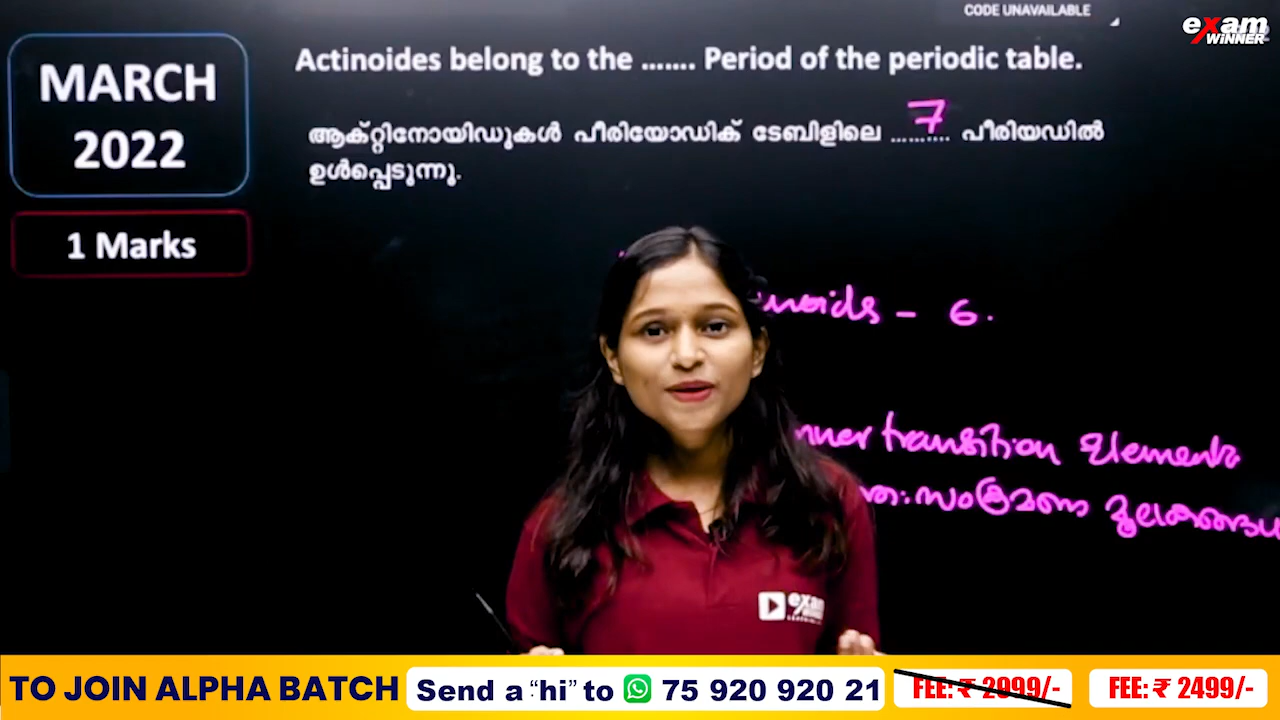 CODE UNAVAILABLE
exam
WINNER
MARCH
2022
1 Marks
Actinoides belong to the ....... Period of the periodic table.
ആക്റ്റിനോയിഡുകൾ പീരിയോഡിക് ടേബിളിലെ .......... പീരിയഡിൽ
7
ഉൾപ്പെടുന്നു.
- 6.
transition Elements
സംക്രമണ
exam
TO JOIN ALPHA BATCH
Send a “hi” to 75 920 920 21
FEE: ₹ 2999/-
FEE: ₹ 2499/-